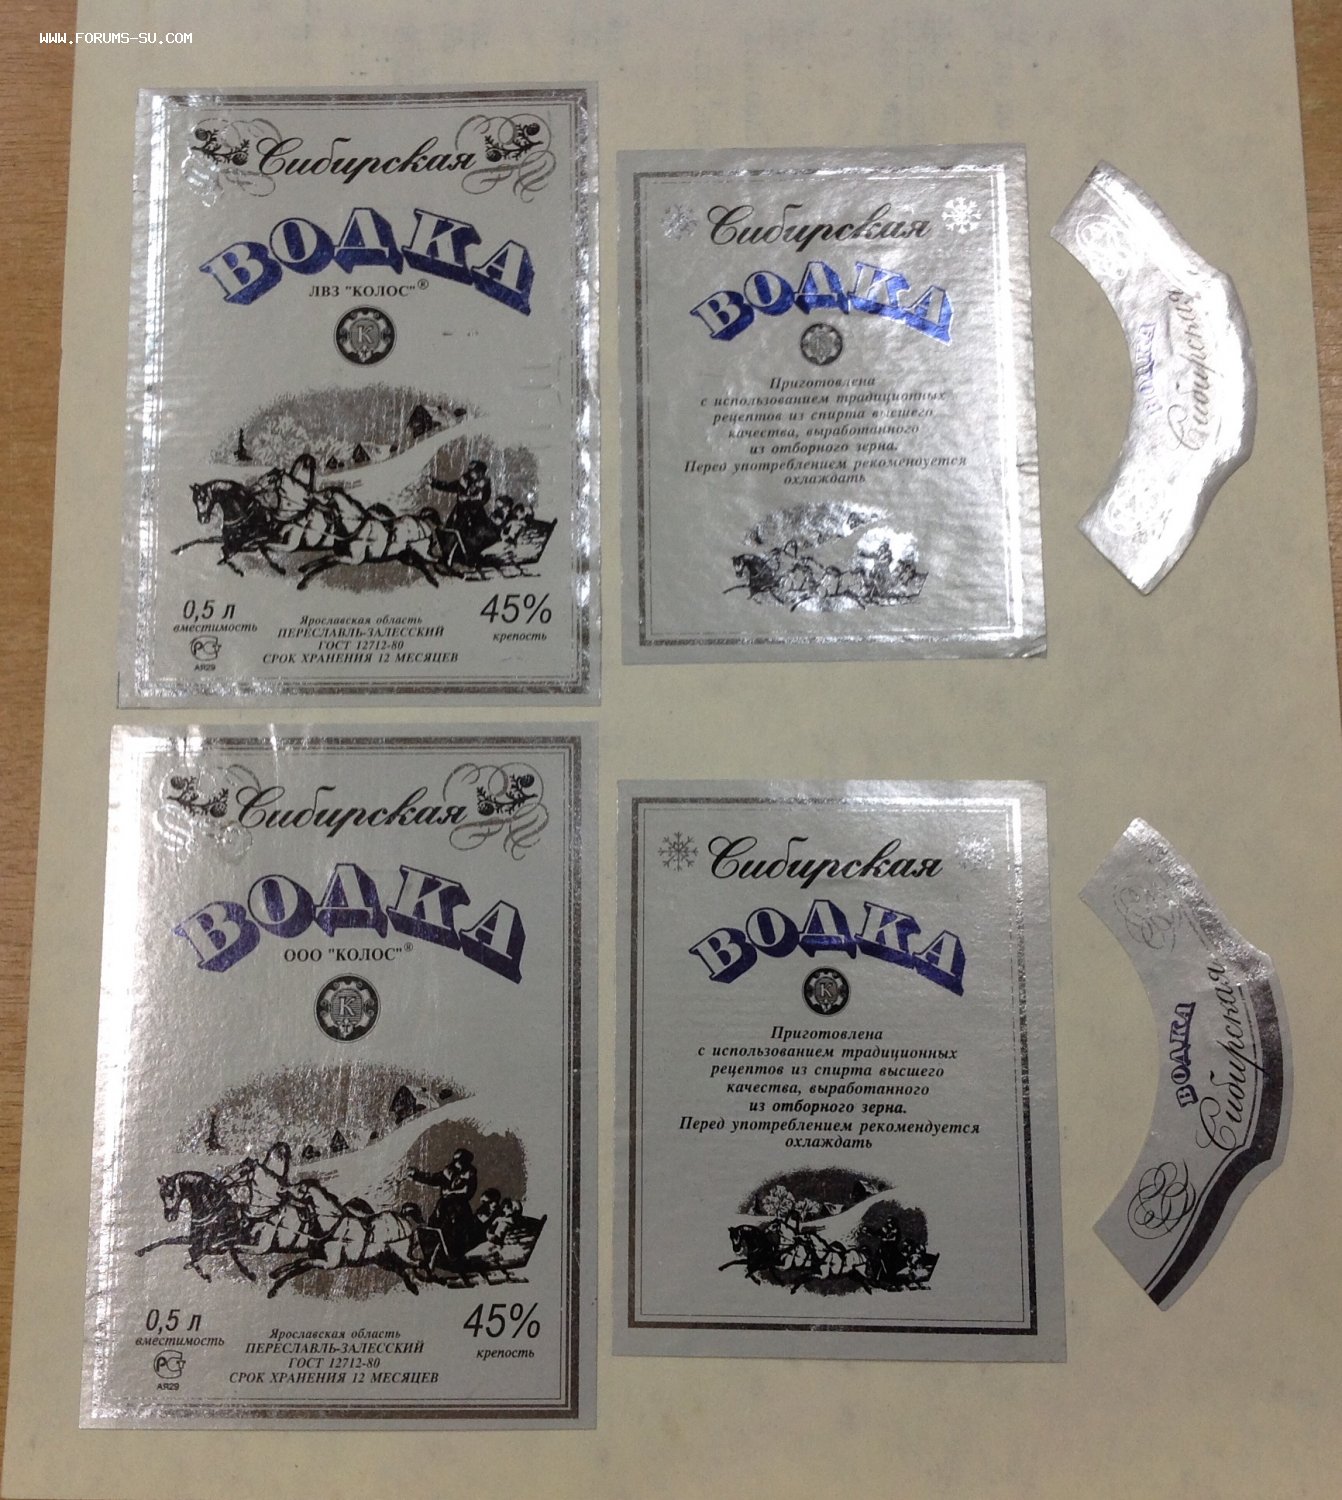 WWW.FORUMS-SU.COM
Сибирская
ВОДКА
ЛВЗ "КОЛОС"®
К
0,5 л
вместимость
РСТ
АЯ29
Ярославская область
ПЕРЕСЛАВЛЬ-ЗАЛЕССКИЙ
ГОСТ 12712-80
СРОК ХРАНЕНИЯ 12 МЕСЯЦЕВ
45%
крепость
Сибирская
ВОДКА
К
Приготовлена
с использованием традиционных
рецептов из спирта высшего
качества, выработанного
из отборного зерна.
Перед употреблением рекомендуется
охлаждать
ВОДКА
Сибирская
Сибирская
ВОДКА
ООО "КОЛОС"®
К
0,5 л
вместимость
РСТ
АЯ29
Ярославская область
ПЕРЕСЛАВЛЬ-ЗАЛЕССКИЙ
ГОСТ 12712-80
СРОК ХРАНЕНИЯ 12 МЕСЯЦЕВ
45%
крепость
Сибирская
ВОДКА
К
Приготовлена
с использованием традиционных
рецептов из спирта высшего
качества, выработанного
из отборного зерна.
Перед употреблением рекомендуется
охлаждать
ВОДКА
Сибирская